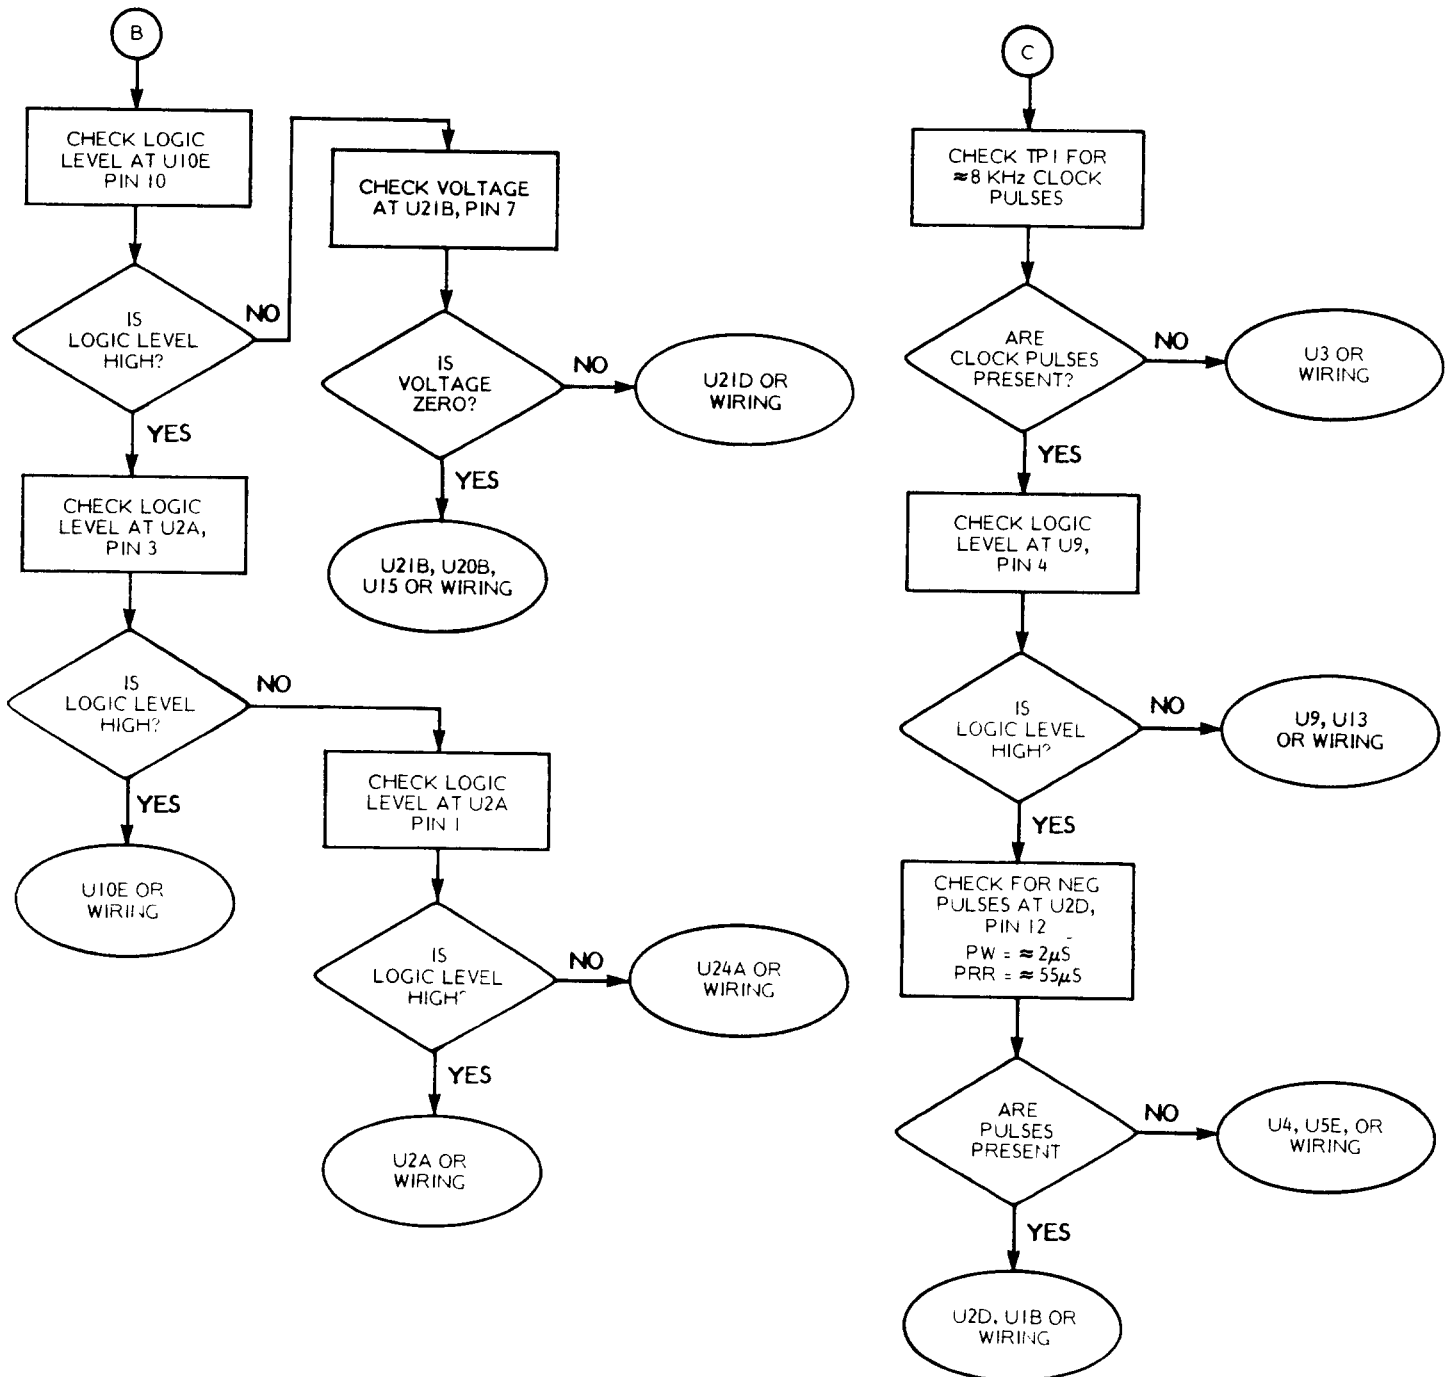 B
CHECK LOGIC
LEVEL AT U10E
PIN 10
IS
LOGIC LEVEL
HIGH?
NO
YES
CHECK VOLTAGE
AT U21B, PIN 7
IS
VOLTAGE
ZERO?
NO
U21D OR
WIRING
YES
U21B, U20B,
U15 OR WIRING
CHECK LOGIC
LEVEL AT U2A,
PIN 3
IS
LOGIC LEVEL
HIGH?
NO
YES
U10E OR
WIRING
CHECK LOGIC
LEVEL AT U2A
PIN 1
IS
LOGIC LEVEL
HIGH?
NO
U24A OR
WIRING
YES
U2A OR
WIRING
C
CHECK TP1 FOR
≈8 KHz CLOCK
PULSES
ARE
CLOCK PULSES
PRESENT?
NO
U3 OR
WIRING
YES
CHECK LOGIC
LEVEL AT U9,
PIN 4
IS
LOGIC LEVEL
HIGH?
NO
U9, U13
OR WIRING
YES
CHECK FOR NEG
PULSES AT U2D,
PIN 12
PW = ≈2μS
PRR = ≈55μS
ARE
PULSES
PRESENT
NO
U4, U5E, OR
WIRING
YES
U2D, U1B OR
WIRING